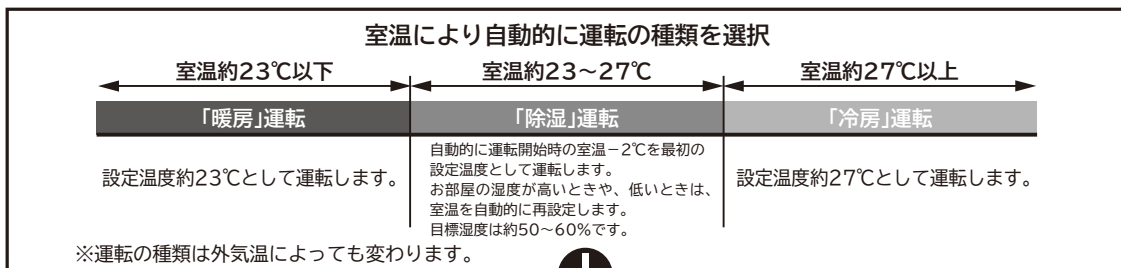 室温により自動的に運転の種類を選択
室温約23℃以下
室温約23～27℃
室温約27℃以上
「暖房」運転
「除湿」運転
「冷房」運転
設定温度約23℃として運転します。
自動的に運転開始時の室温－2℃を最初の
設定温度として運転します。
お部屋の湿度が高いときや、低いときは、
室温を自動的に再設定します。
目標湿度は約50～60%です。
設定温度約27℃として運転します。
※運転の種類は外気温によっても変わります。